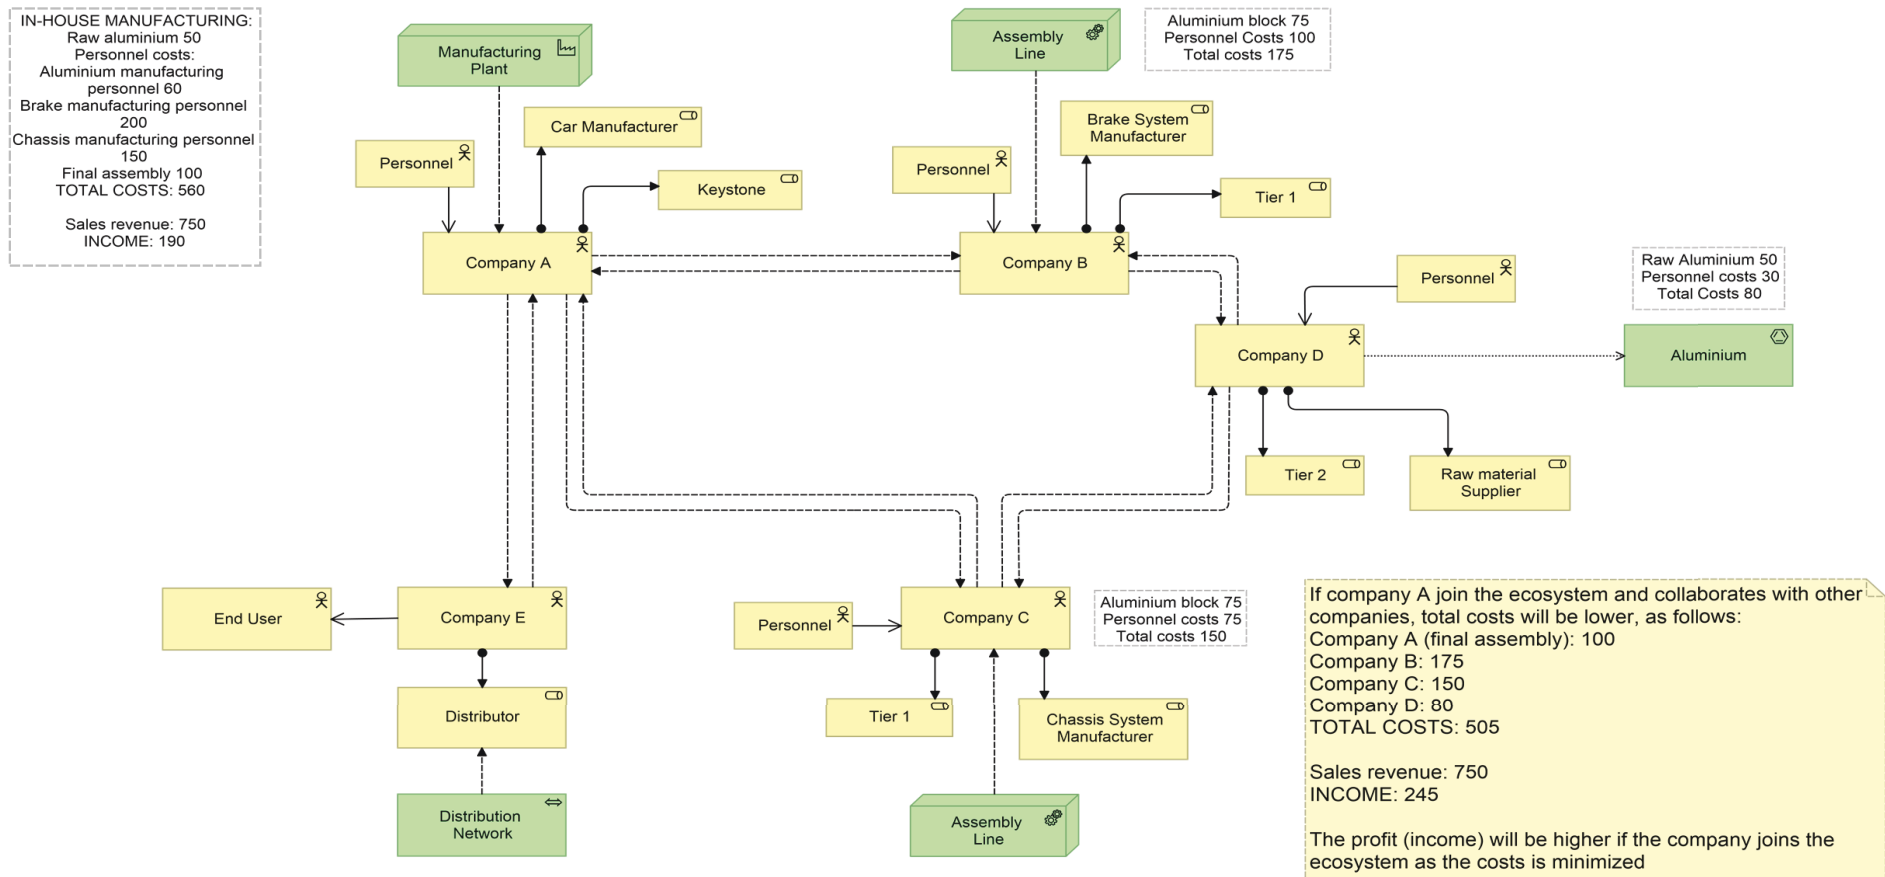 IN-HOUSE MANUFACTURING:
Raw aluminium 50
Personnel costs:
Aluminium manufacturing
personnel 60
Brake manufacturing personnel
200
Chassis manufacturing personnel
150
Final assembly 100
TOTAL COSTS: 560
Sales revenue: 750
INCOME: 190
Manufacturing
Plant
Assembly
Line
Aluminium block 75
Personnel Costs 100
Total costs 175
Car Manufacturer
Brake System
Manufacturer
Personnel
Personnel
Keystone
Tier 1
Company A
Company B
Raw Aluminium 50
Personnel costs 30
Total Costs 80
Personnel
Company D
Aluminium
Tier 2
Raw material
Supplier
End User
Company E
Personnel
Company C
Aluminium block 75
Personnel costs 75
Total costs 150
Distributor
Tier 1
Chassis System
Manufacturer
Distribution
Network
Assembly
Line
If company A join the ecosystem and collaborates with other
companies, total costs will be lower, as follows:
Company A (final assembly): 100
Company B: 175
Company C: 150
Company D: 80
TOTAL COSTS: 505
Sales revenue: 750
INCOME: 245
The profit (income) will be higher if the company joins the
ecosystem as the costs is minimized